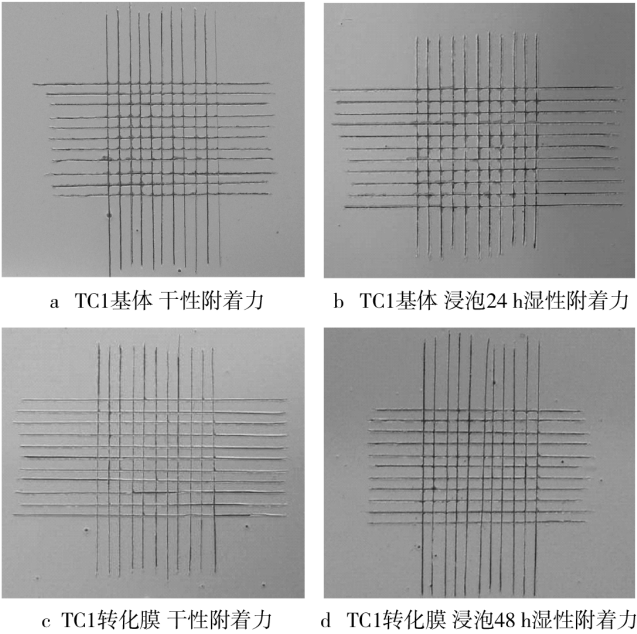 a TC1基体 干性附着力
b TC1基体 浸泡24 h湿性附着力
c TC1转化膜 干性附着力
d TC1转化膜 浸泡48 h湿性附着力